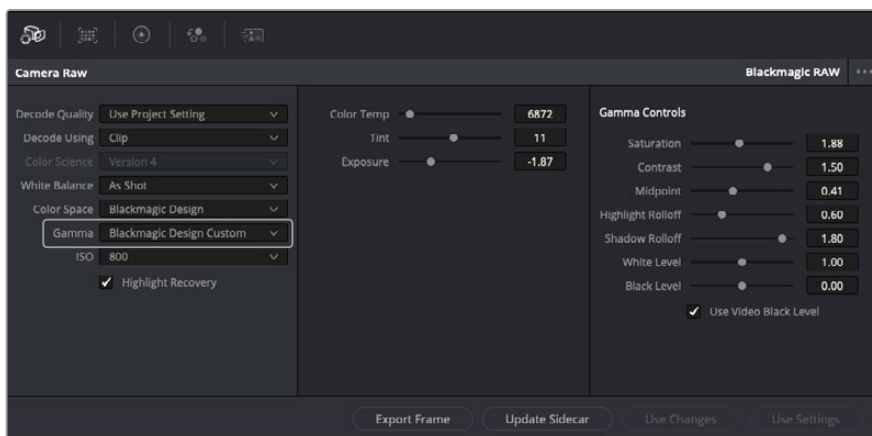 Camera Raw
Blackmagic RAW
Decode Quality Use Project Setting
Decode Using Clip
Color Science Version 4
White Balance As Shot
Color Space Blackmagic Design
Gamma Blackmagic Design Custom
ISO 800
Highlight Recovery
Color Temp 6872
Tint 11
Exposure -1.87
Gamma Controls
Saturation 1.88
Contrast 1.50
Midpoint 0.41
Highlight Rolloff 0.60
Shadow Rolloff 1.80
White Level 1.00
Black Level 0.00
Use Video Black Level
Export Frame
Update Sidecar
Use Changes
Use Settings